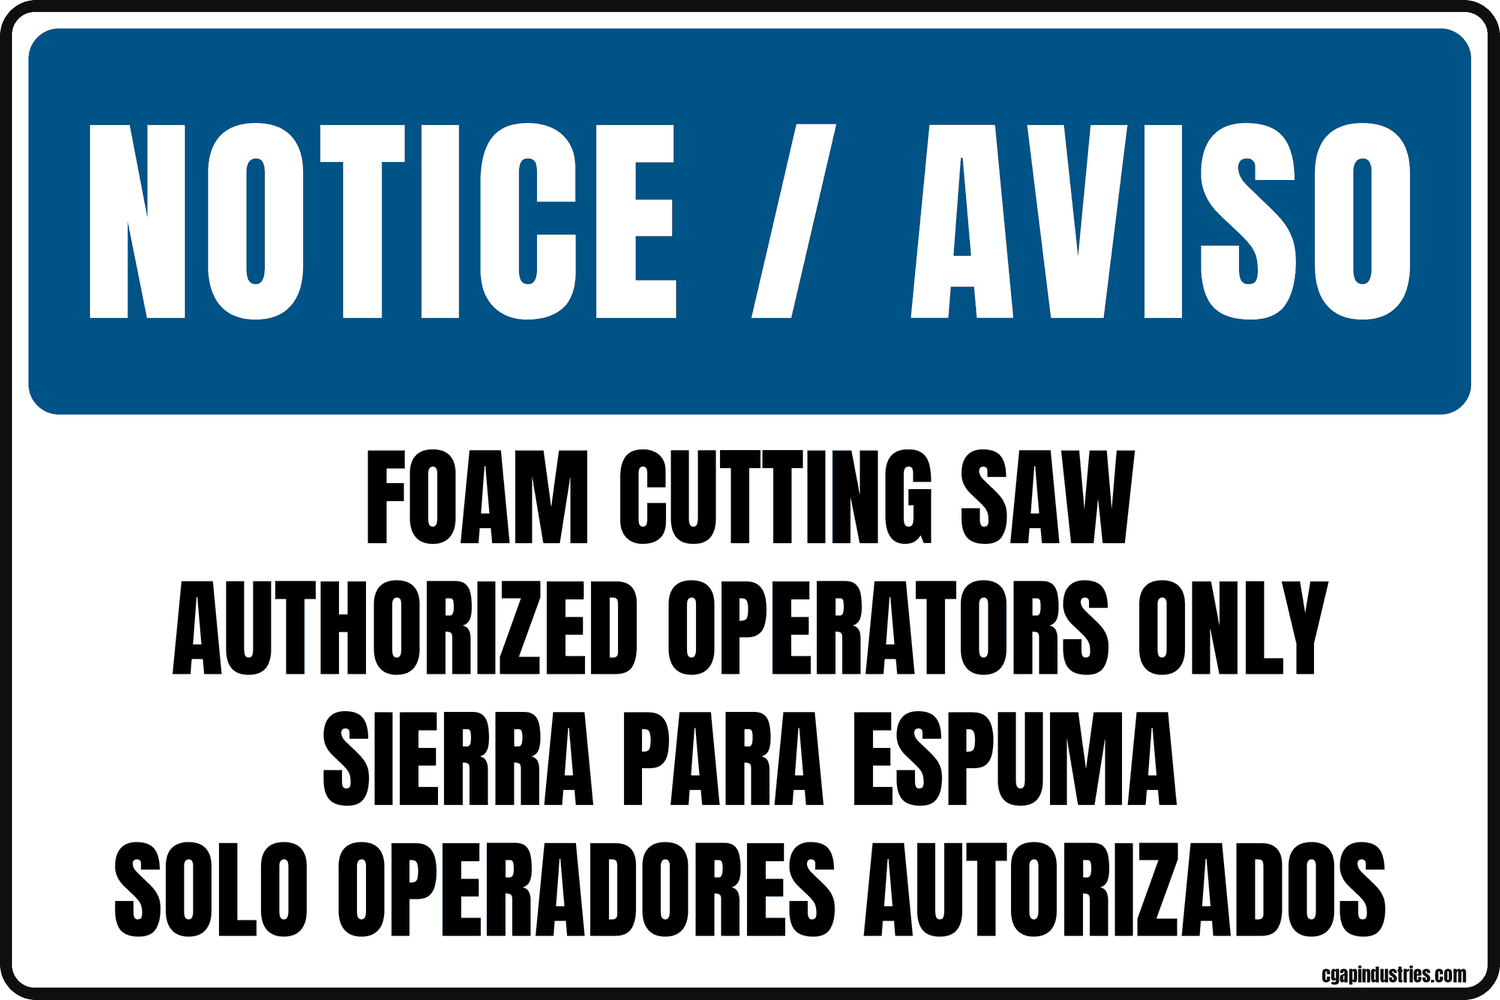 NOTICE / AVISO
FOAM CUTTING SAW
AUTHORIZED OPERATORS ONLY
SIERRA PARA ESPUMA
SOLO OPERADORES AUTORIZADOS
cgapindustries.com